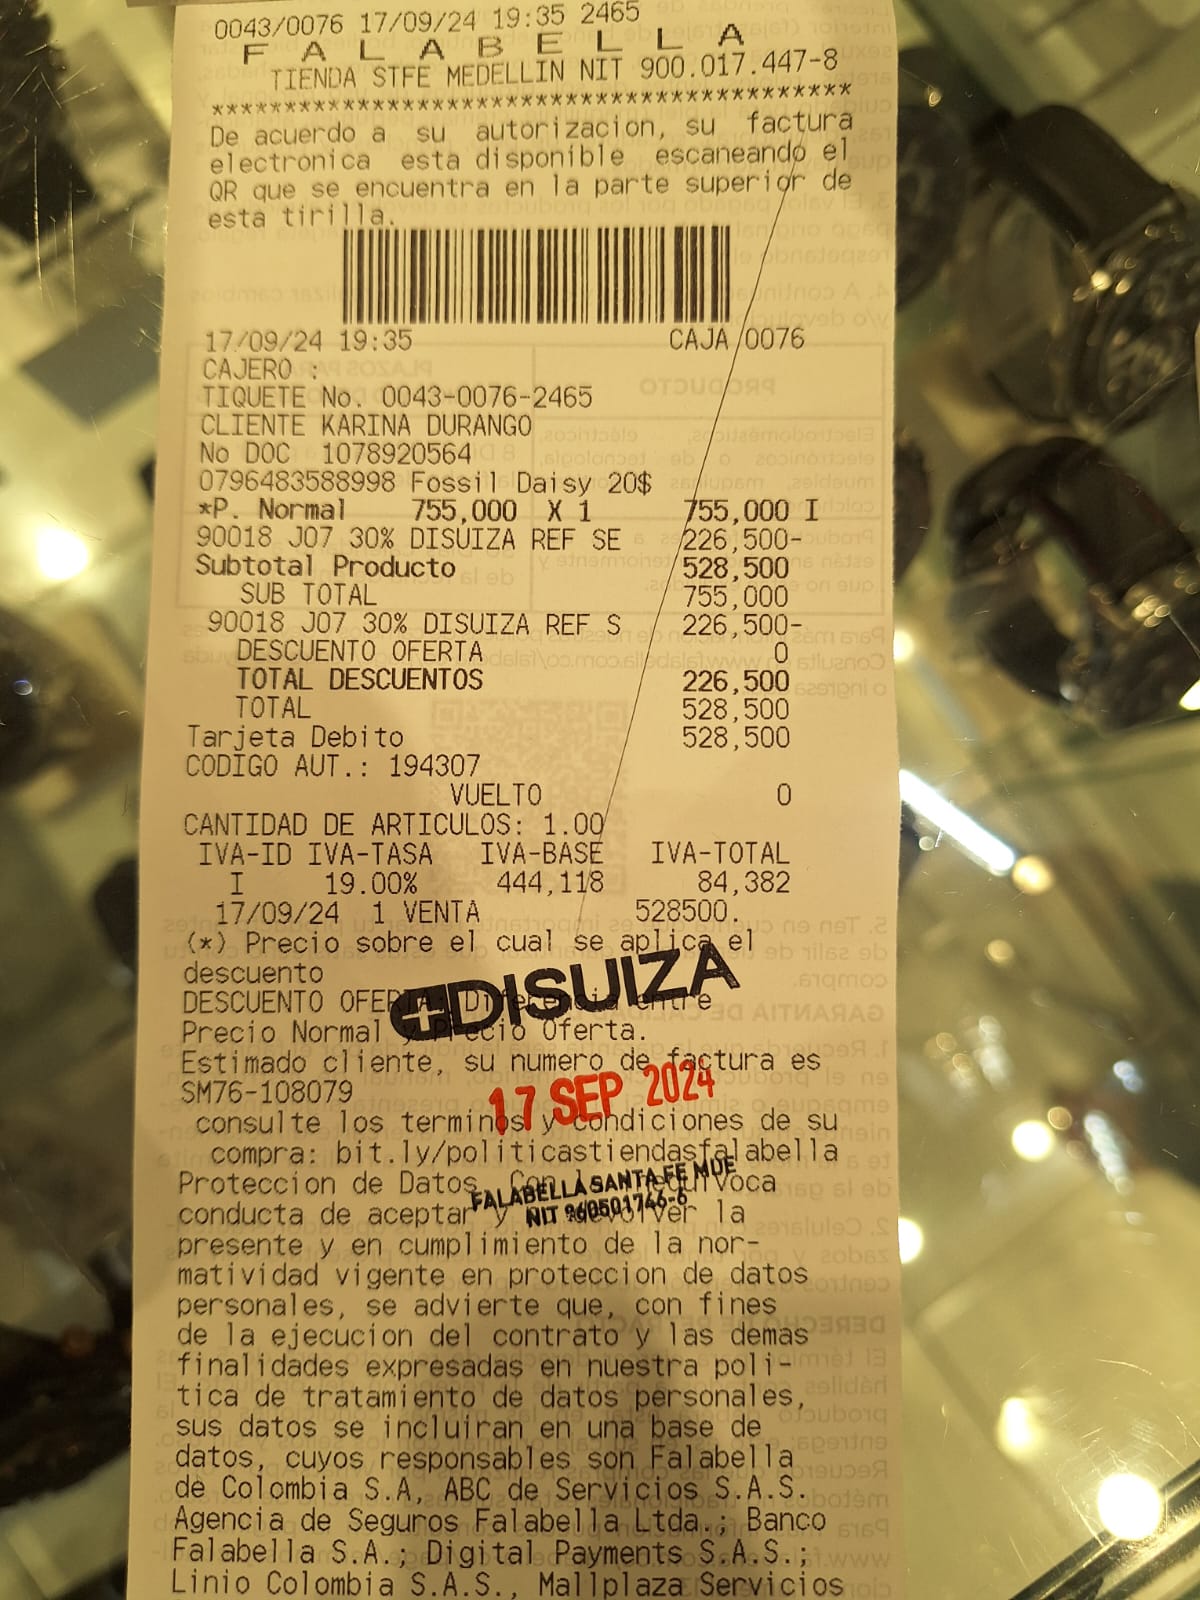 0043/0076 17/09/24 19:35 2465
F A L A B E L L A
TIENDA STFE MEDELLIN NIT 900.017.447-8
******************************************
De acuerdo a su autorizacion, su factura
electronica esta disponible escaneando el
QR que se encuentra en la parte superior de
esta tirilla.
17/09/24 19:35 CAJA 0076
CAJERO :
TIQUETE No. 0043-0076-2465
CLIENTE KARINA DURANGO
No DOC 1078920564
0796483588998 Fossil Daisy 20$
*P. Normal 755,000 X 1 755,000 I
90018 J07 30% DISUIZA REF SE 226,500-
Subtotal Producto 528,500
SUB TOTAL 755,000
90018 J07 30% DISUIZA REF S 226,500-
DESCUENTO OFERTA 0
TOTAL DESCUENTOS 226,500
TOTAL 528,500
Tarjeta Debito 528,500
CODIGO AUT.: 194307
VUELTO 0
CANTIDAD DE ARTICULOS: 1.00
IVA-ID IVA-TASA IVA-BASE IVA-TOTAL
I 19.00% 444,118 84,382
17/09/24 1 VENTA 528500.
(*) Precio sobre el cual se aplica el
descuento
DISUIZA
DESCUENTO OFERTA: Diferencia entre
Precio Normal y Precio Oferta.
Estimado cliente, su numero de factura es
SM76-108079
17 SEP 2024
consulte los terminos y condiciones de su
compra: bit.ly/politicastiendasfalabella
FALABELLA SANTA FE MDE
Proteccion de Datos. Con
conducta de aceptar y devolver la
presente y en cumplimiento de la nor-
matividad vigente en proteccion de datos
personales, se advierte que, con fines
de la ejecucion del contrato y las demas
finalidades expresadas en nuestra poli-
tica de tratamiento de datos personales,
sus datos se incluiran en una base de
datos, cuyos responsables son Falabella
de Colombia S.A, ABC de Servicios S.A.S.
Agencia de Seguros Falabella Ltda.; Banco
Falabella S.A.; Digital Payments S.A.S.;
Linio Colombia S.A.S., Mallplaza Servicios